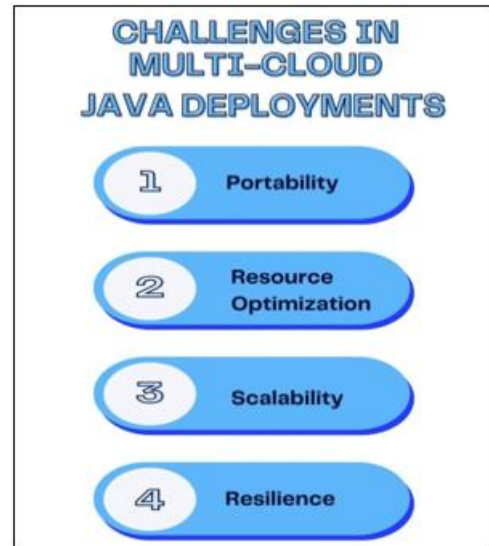 CHALLENGES IN
MULTI-CLOUD
JAVA DEPLOYMENTS
1 Portability
2 Resource
Optimization
3 Scalability
4 Resilience